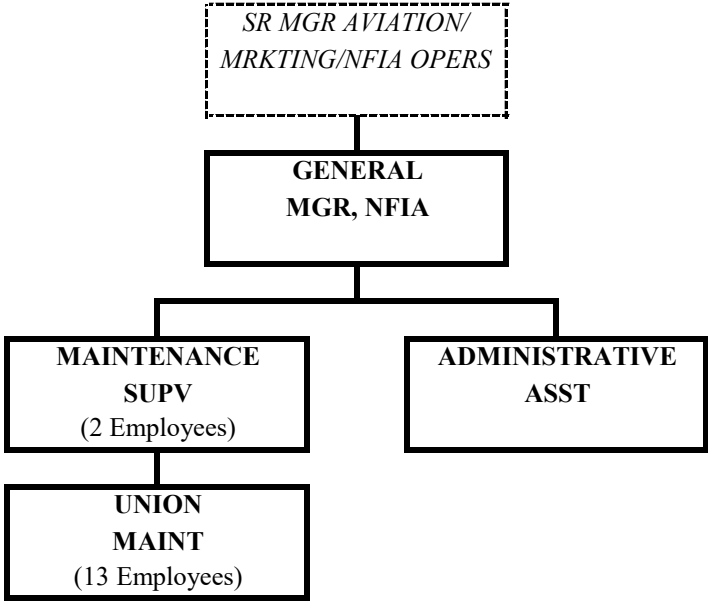 SR MGR AVIATION/
MRKTING/NFIA OPERS
GENERAL
MGR, NFIA
MAINTENANCE
SUPV
(2 Employees)
ADMINISTRATIVE
ASST
UNION
MAINT
(13 Employees)